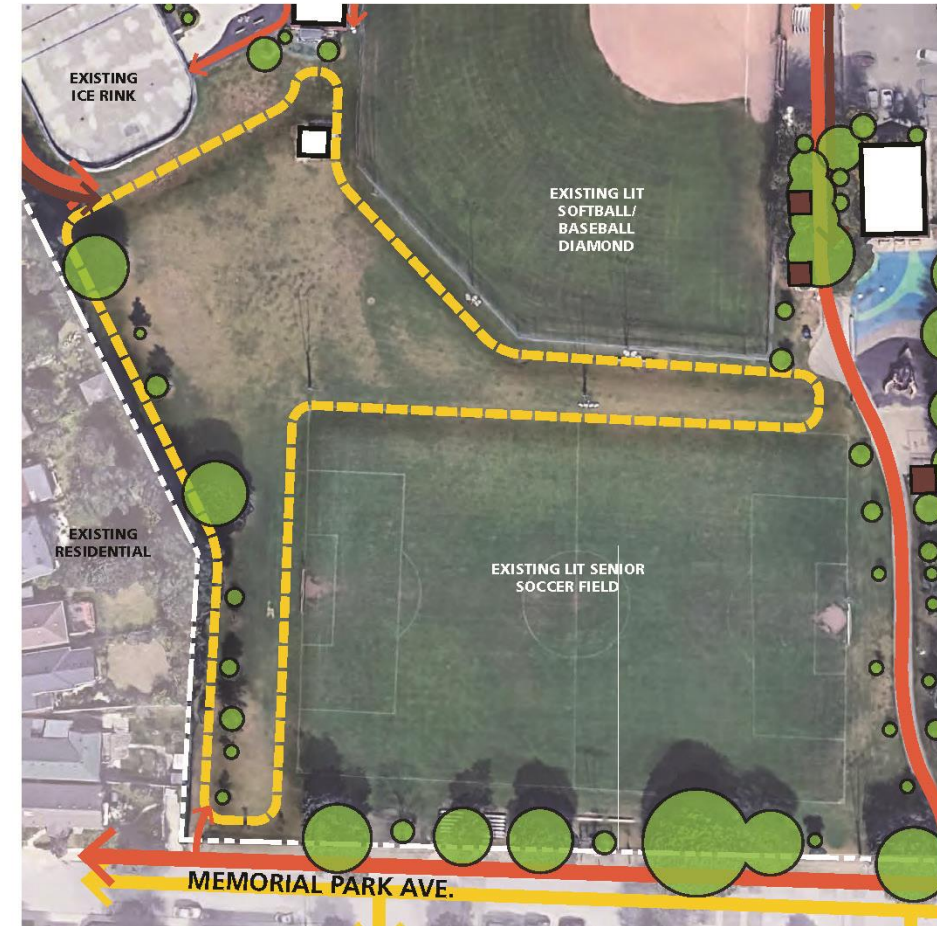 EXISTING
ICE RINK
EXISTING LIT
SOFTBALL/
BASEBALL
DIAMOND
EXISTING
RESIDENTIAL
EXISTING LIT SENIOR
SOCCER FIELD
MEMORIAL PARK AVE.